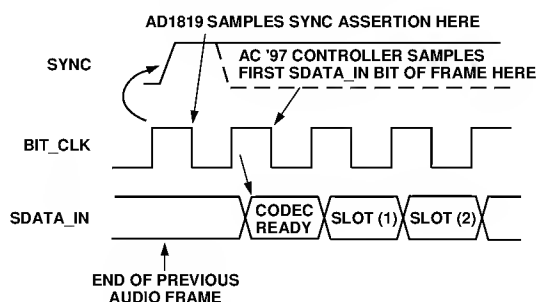 AD1819 SAMPLES SYNC ASSERTION HERE
SYNC
AC '97 CONTROLLER SAMPLES
FIRST SDATA_IN BIT OF FRAME HERE
BIT_CLK
SDATA_IN
CODEC
READY
SLOT (1)
SLOT (2)
END OF PREVIOUS
AUDIO FRAME